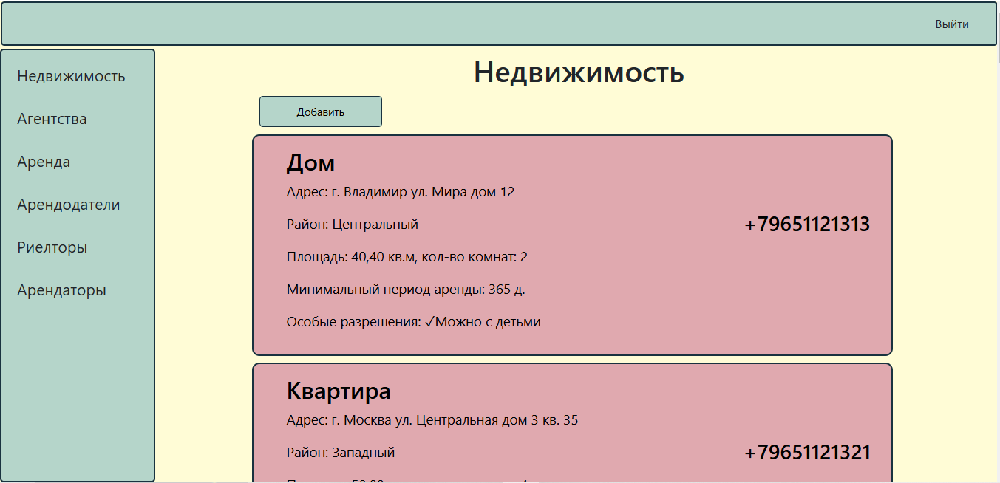 Выйти
Недвижимость
Агентства
Аренда
Арендодатели
Риелторы
Арендаторы
Недвижимость
Добавить
Дом
Адрес: г. Владимир ул. Мира дом 12
Район: Центральный
+79651121313
Площадь: 40,40 кв.м, кол-во комнат: 2
Минимальный период аренды: 365 д.
Особые разрешения: ✓Можно с детьми
Квартира
Адрес: г. Москва ул. Центральная дом 3 кв. 35
Район: Западный
+79651121321